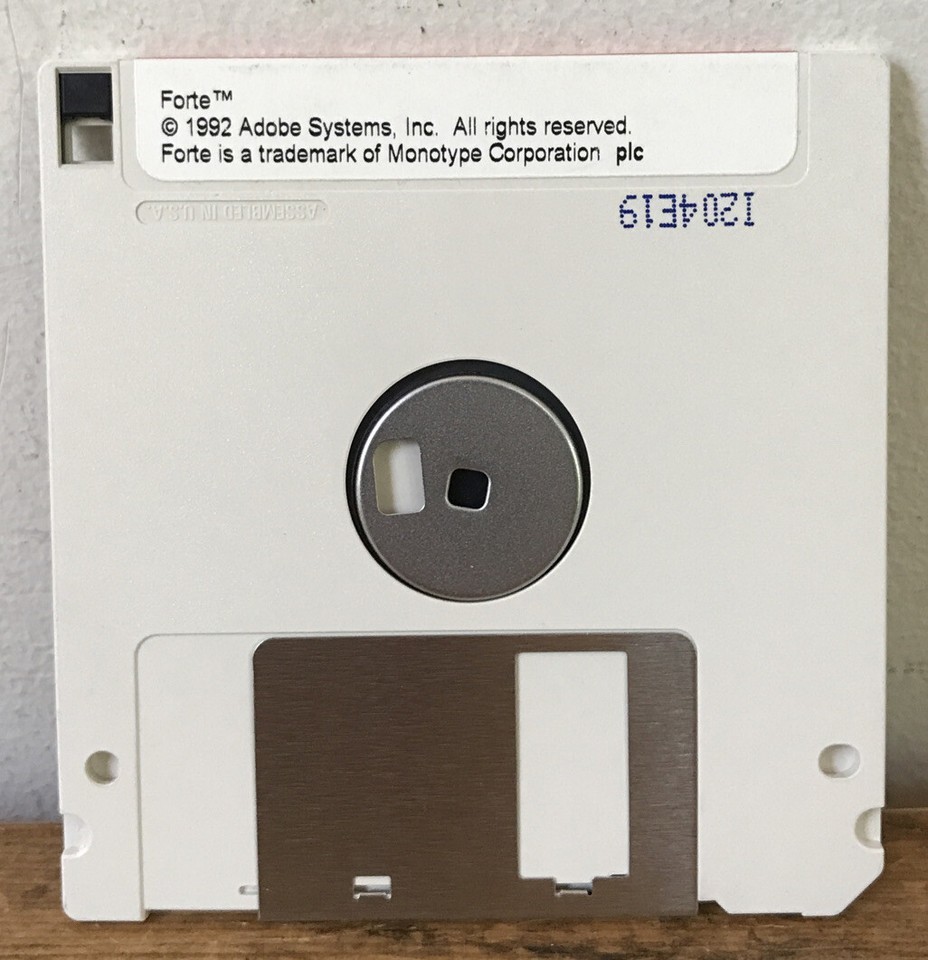 Forte™
© 1992 Adobe Systems, Inc. All rights reserved.
Forte is a trademark of Monotype Corporation plc
ASSEMBLED IN U.S.A.
I204E19